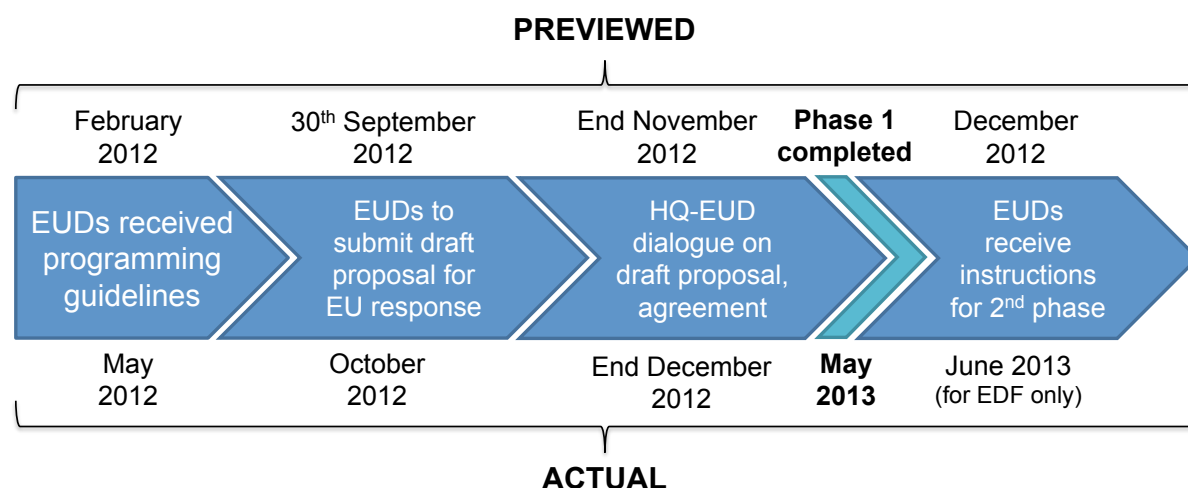 PREVIEWED
February
2012
30th September
2012
End November
2012
Phase 1
completed
December
2012
EUDs received
programming
guidelines
EUDs to
submit draft
proposal for
EU response
HQ-EUD
dialogue on
draft proposal,
agreement
EUDs
receive
instructions
for 2nd phase
May
2012
October
2012
End December
2012
May
2013
June 2013
(for EDF only)
ACTUAL